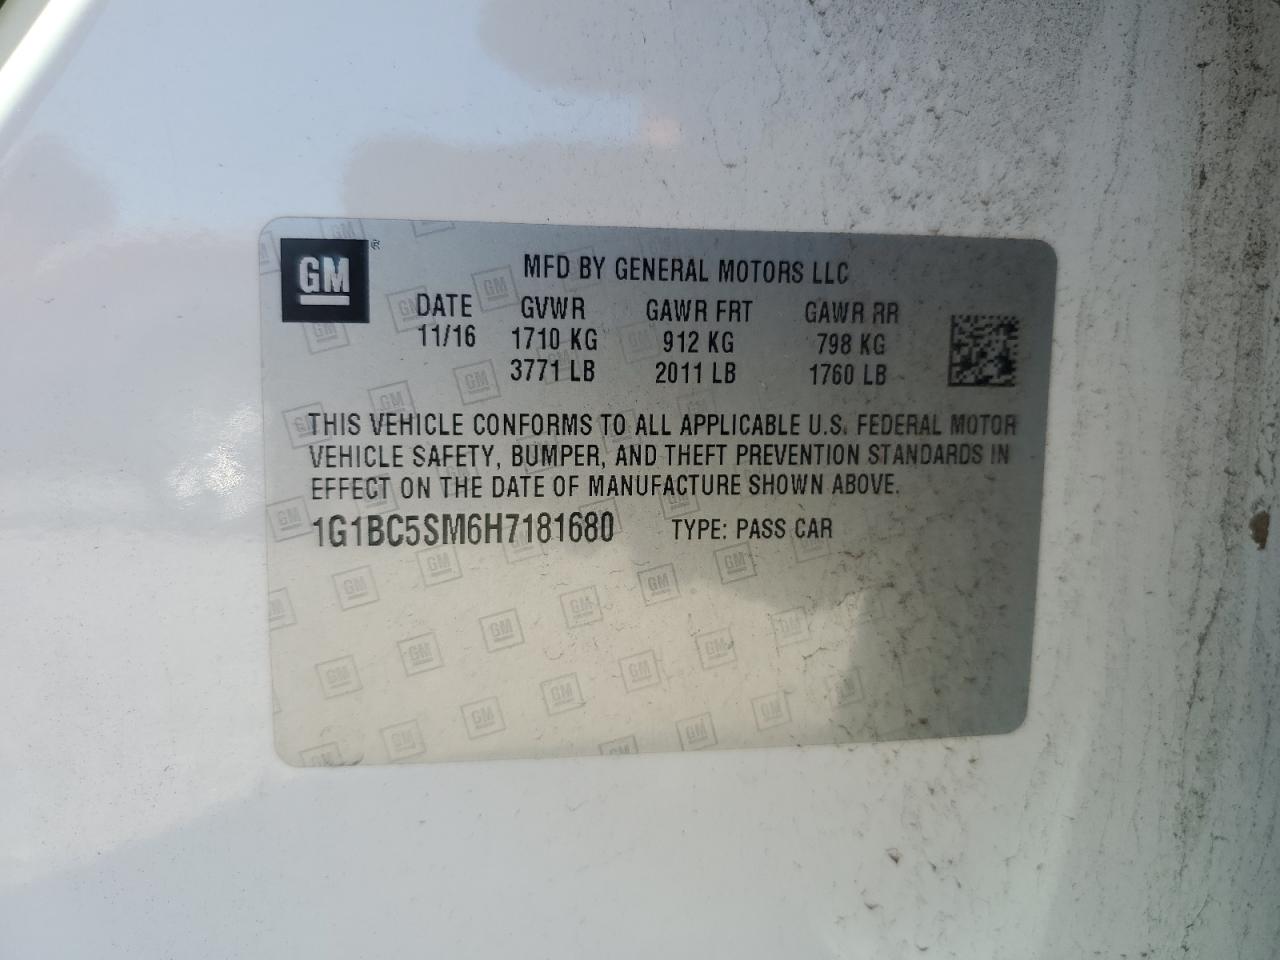 GM ®
MFD BY GENERAL MOTORS LLC
DATE GVWR GAWR FRT GAWR RR
11/16 1710 KG 912 KG 798 KG
3771 LB 2011 LB 1760 LB
THIS VEHICLE CONFORMS TO ALL APPLICABLE U.S. FEDERAL MOTOR
VEHICLE SAFETY, BUMPER, AND THEFT PREVENTION STANDARDS IN
EFFECT ON THE DATE OF MANUFACTURE SHOWN ABOVE.
1G1BC5SM6H7181680 TYPE: PASS CAR